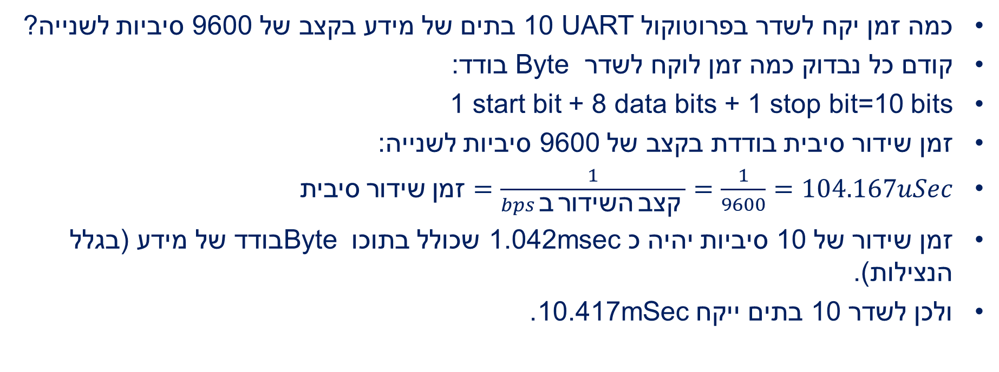 • כמה זמן יקח לשדר בפרוטוקול UART 10 בתים של מידע בקצב של 9600 סיביות לשנייה?
• קודם כל נבדוק כמה זמן לוקח לשדר Byte בודד:
• 1 start bit + 8 data bits + 1 stop bit=10 bits
• זמן שידור סיבית בודדת בקצב של 9600 סיביות לשנייה:
• זמן שידור סיבית = 1/קצב השידור ב bps = 1/9600 = 104.167uSec
• זמן שידור של 10 סיביות יהיה כ 1.042msec שכולל בתוכו Byteבודד של מידע (בגלל
הנצילות).
• ולכן לשדר 10 בתים ייקח 10.417mSec.